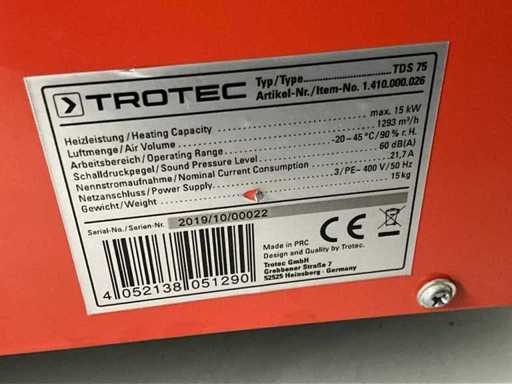 TROTEC
Typ/Type TDS 75
Artikel-Nr./Item-No. 1.410.000.026
Heizleistung / Heating Capacity max. 15 kW
Luftmenge / Air Volume 1293 m³/h
Arbeitsbereich / Operating Range -20 – 45 °C/90 % r. H.
Schalldruckpegel / Sound Pressure Level 60 dB(A)
Nennstromaufnahme / Nominal Current Consumption 21,7 A
Netzanschluss / Power Supply 3/PE~ 400 V/50 Hz
Gewicht / Weight 15 kg
Serial-No./Serien-Nr. 2019/10/00022
4 052138 051290
CE
Made in PRC
Design and Quality by Trotec.
Trotec GmbH
Grebbener Straße 7
52525 Heinsberg - Germany